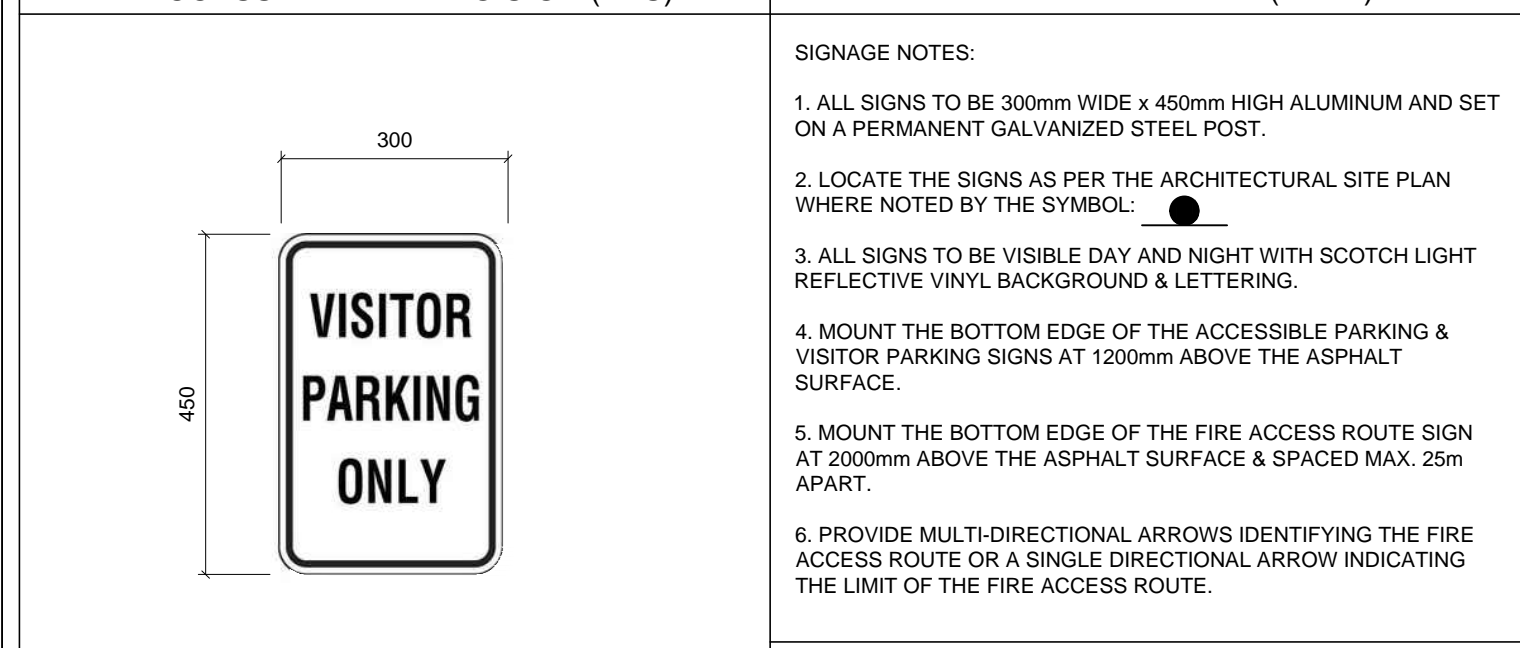 300
450
VISITOR
PARKING
ONLY
SIGNAGE NOTES:
1. ALL SIGNS TO BE 300mm WIDE x 450mm HIGH ALUMINUM AND SET
ON A PERMANENT GALVANIZED STEEL POST.
2. LOCATE THE SIGNS AS PER THE ARCHITECTURAL SITE PLAN
WHERE NOTED BY THE SYMBOL:
3. ALL SIGNS TO BE VISIBLE DAY AND NIGHT WITH SCOTCH LIGHT
REFLECTIVE VINYL BACKGROUND & LETTERING.
4. MOUNT THE BOTTOM EDGE OF THE ACCESSIBLE PARKING &
VISITOR PARKING SIGNS AT 1200mm ABOVE THE ASPHALT
SURFACE.
5. MOUNT THE BOTTOM EDGE OF THE FIRE ACCESS ROUTE SIGN
AT 2000mm ABOVE THE ASPHALT SURFACE & SPACED MAX. 25m
APART.
6. PROVIDE MULTI-DIRECTIONAL ARROWS IDENTIFYING THE FIRE
ACCESS ROUTE OR A SINGLE DIRECTIONAL ARROW INDICATING
THE LIMIT OF THE FIRE ACCESS ROUTE.